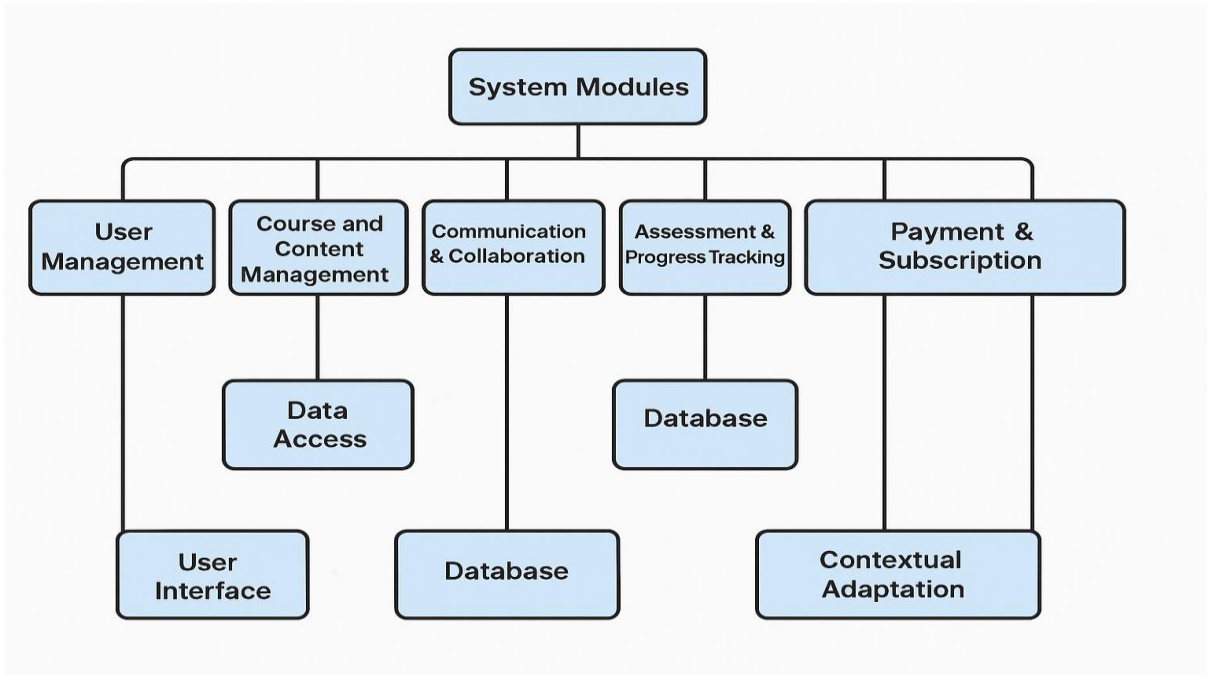 System Modules
User
Management
Course and
Content
Management
Communication
& Collaboration
Assessment &
Progress Tracking
Payment &
Subscription
Data
Access
Database
User
Interface
Database
Contextual
Adaptation